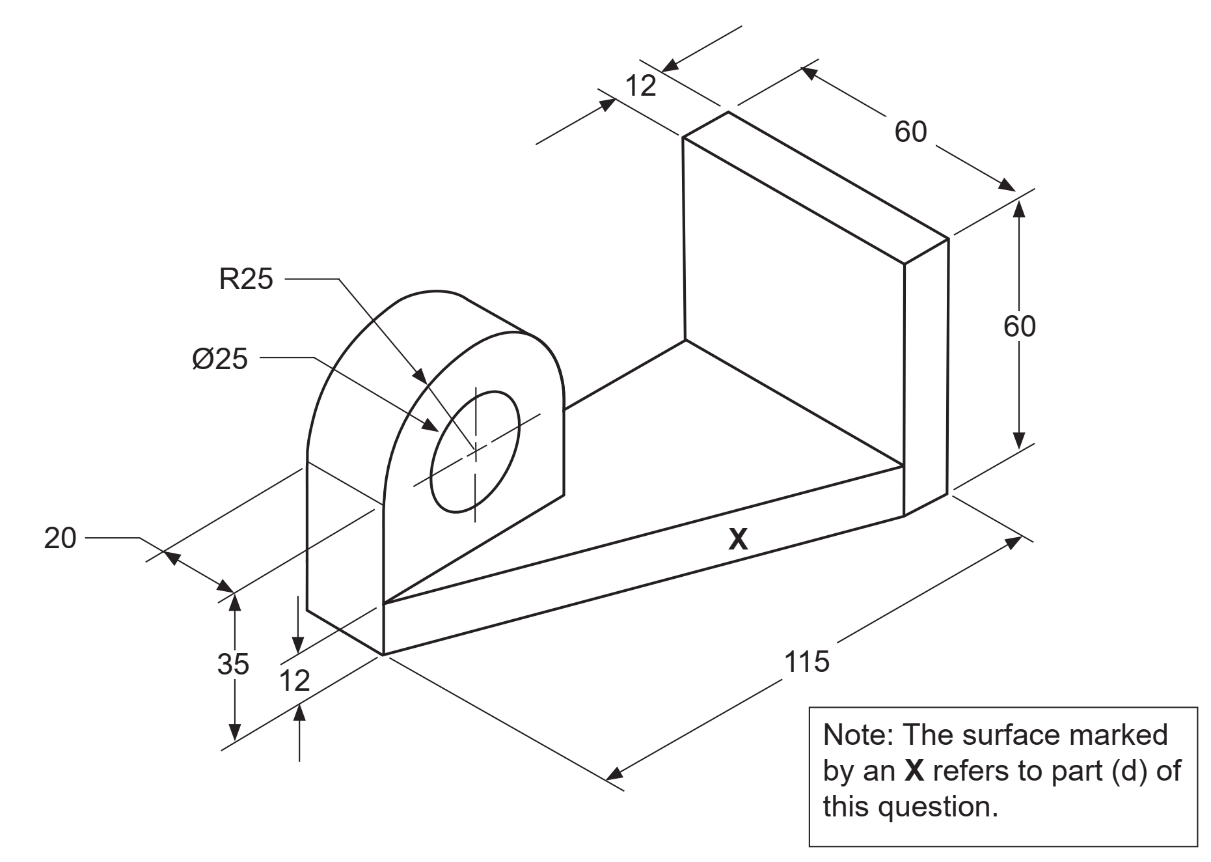 12
60
R25
60
Ø25
X
20
35
12
115
Note: The surface marked
by an X refers to part (d) of
this question.